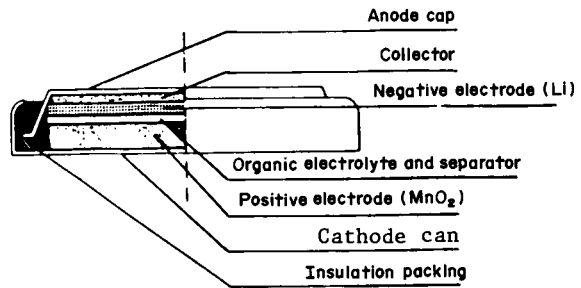 Anode cap
Collector
Negative electrode (Li)
Organic electrolyte and separator
Positive electrode (MnO₂)
Cathode can
Insulation packing